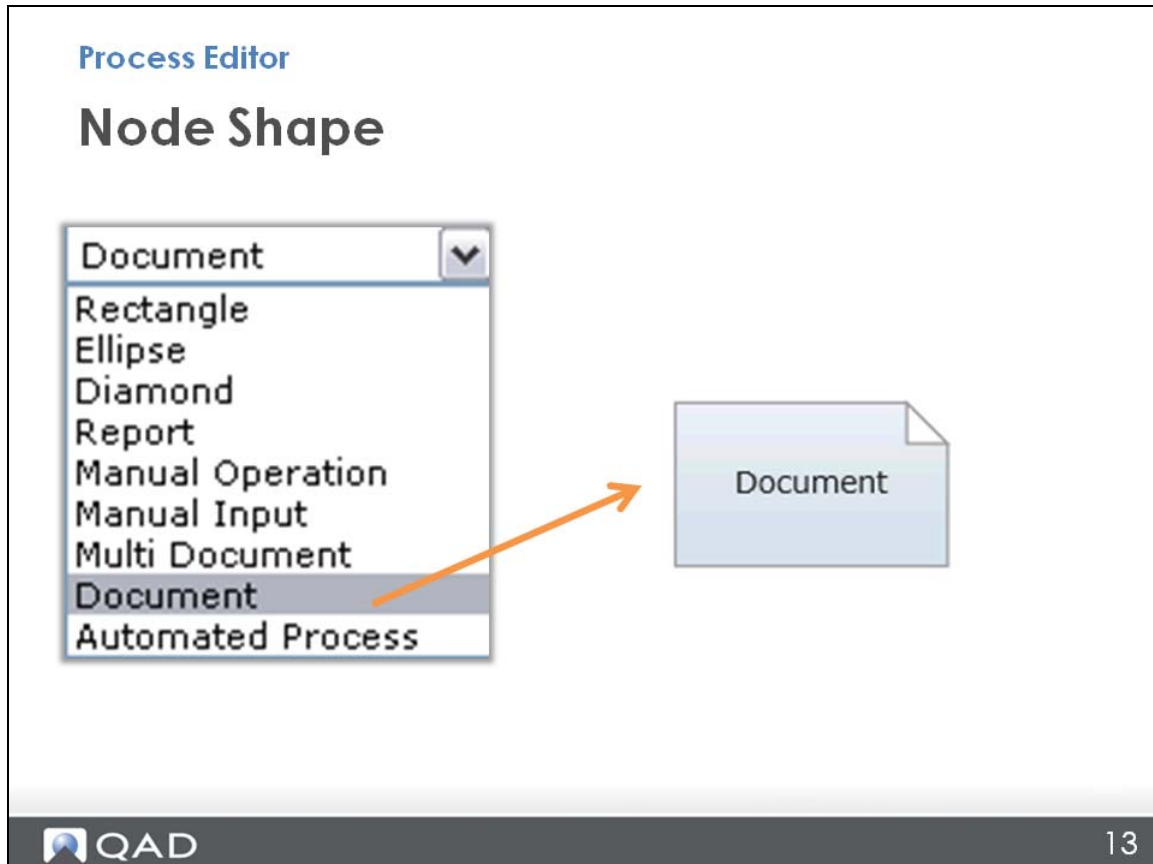 Process Editor
Node Shape
Document
Rectangle
Ellipse
Diamond
Report
Manual Operation
Manual Input
Multi Document
Document
Automated Process
Document
QAD
13